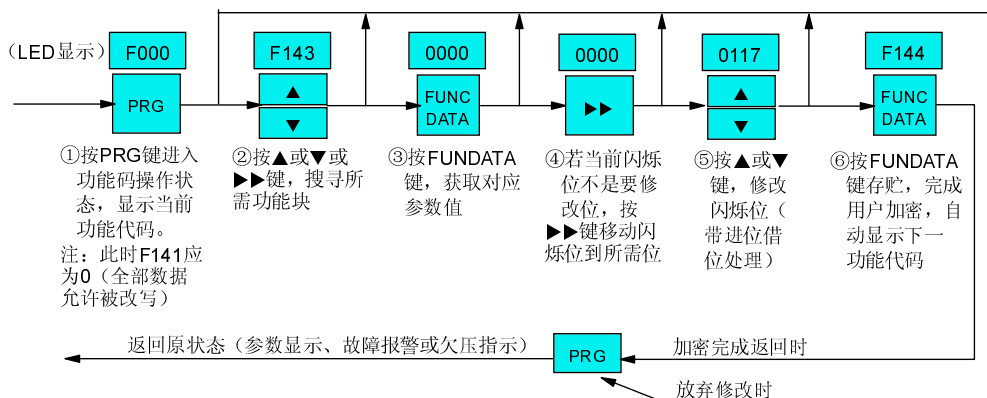 （LED显示）
F000
F143
0000
0000
0117
F144
PRG
▲
▼
FUNC
DATA
▶▶
▲
▼
FUNC
DATA
①按PRG键进入
功能码操作状
态，显示当前
功能代码。
注：此时F141应
为0（全部数据
允许被改写）
②按▲或▼或
▶▶键，搜寻所
需功能块
③按FUNDATA
键，获取对应
参数值
④若当前闪烁
位不是要修
改位，按
▶▶键移动闪
烁位到所需位
⑤按▲或▼
键，修改
闪烁位（
带进位借
位处理）
⑥按FUNDATA
键存贮，完成
用户加密，自
动显示下一
功能代码
返回原状态（参数显示、故障报警或欠压指示）
PRG
加密完成返回时
放弃修改时